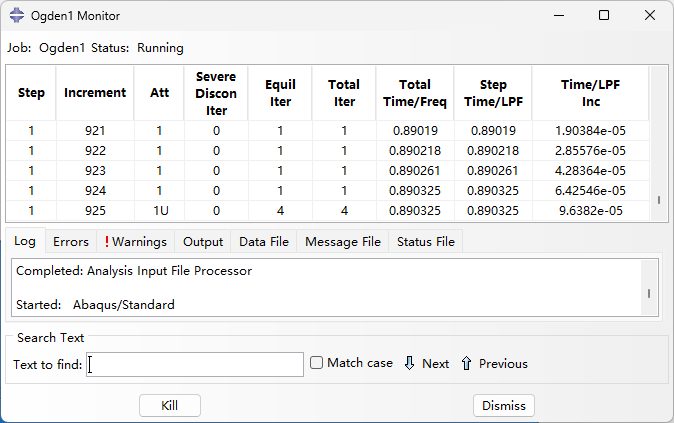 Ogden1 Monitor
Job: Ogden1 Status: Running
Step Increment Att Severe Discon Iter Equil Iter Total Iter Total Time/Freq Step Time/LPF Time/LPF Inc
1 921 1 0 1 1 0.89019 0.89019 1.90384e-05
1 922 1 0 1 1 0.890218 0.890218 2.85576e-05
1 923 1 0 1 1 0.890261 0.890261 4.28364e-05
1 924 1 0 1 1 0.890325 0.890325 6.42546e-05
1 925 1U 0 4 4 0.890325 0.890325 9.6382e-05
Log Errors ! Warnings Output Data File Message File Status File
Completed: Analysis Input File Processor
Started: Abaqus/Standard
Search Text
Text to find: Match case Next Previous
Kill Dismiss